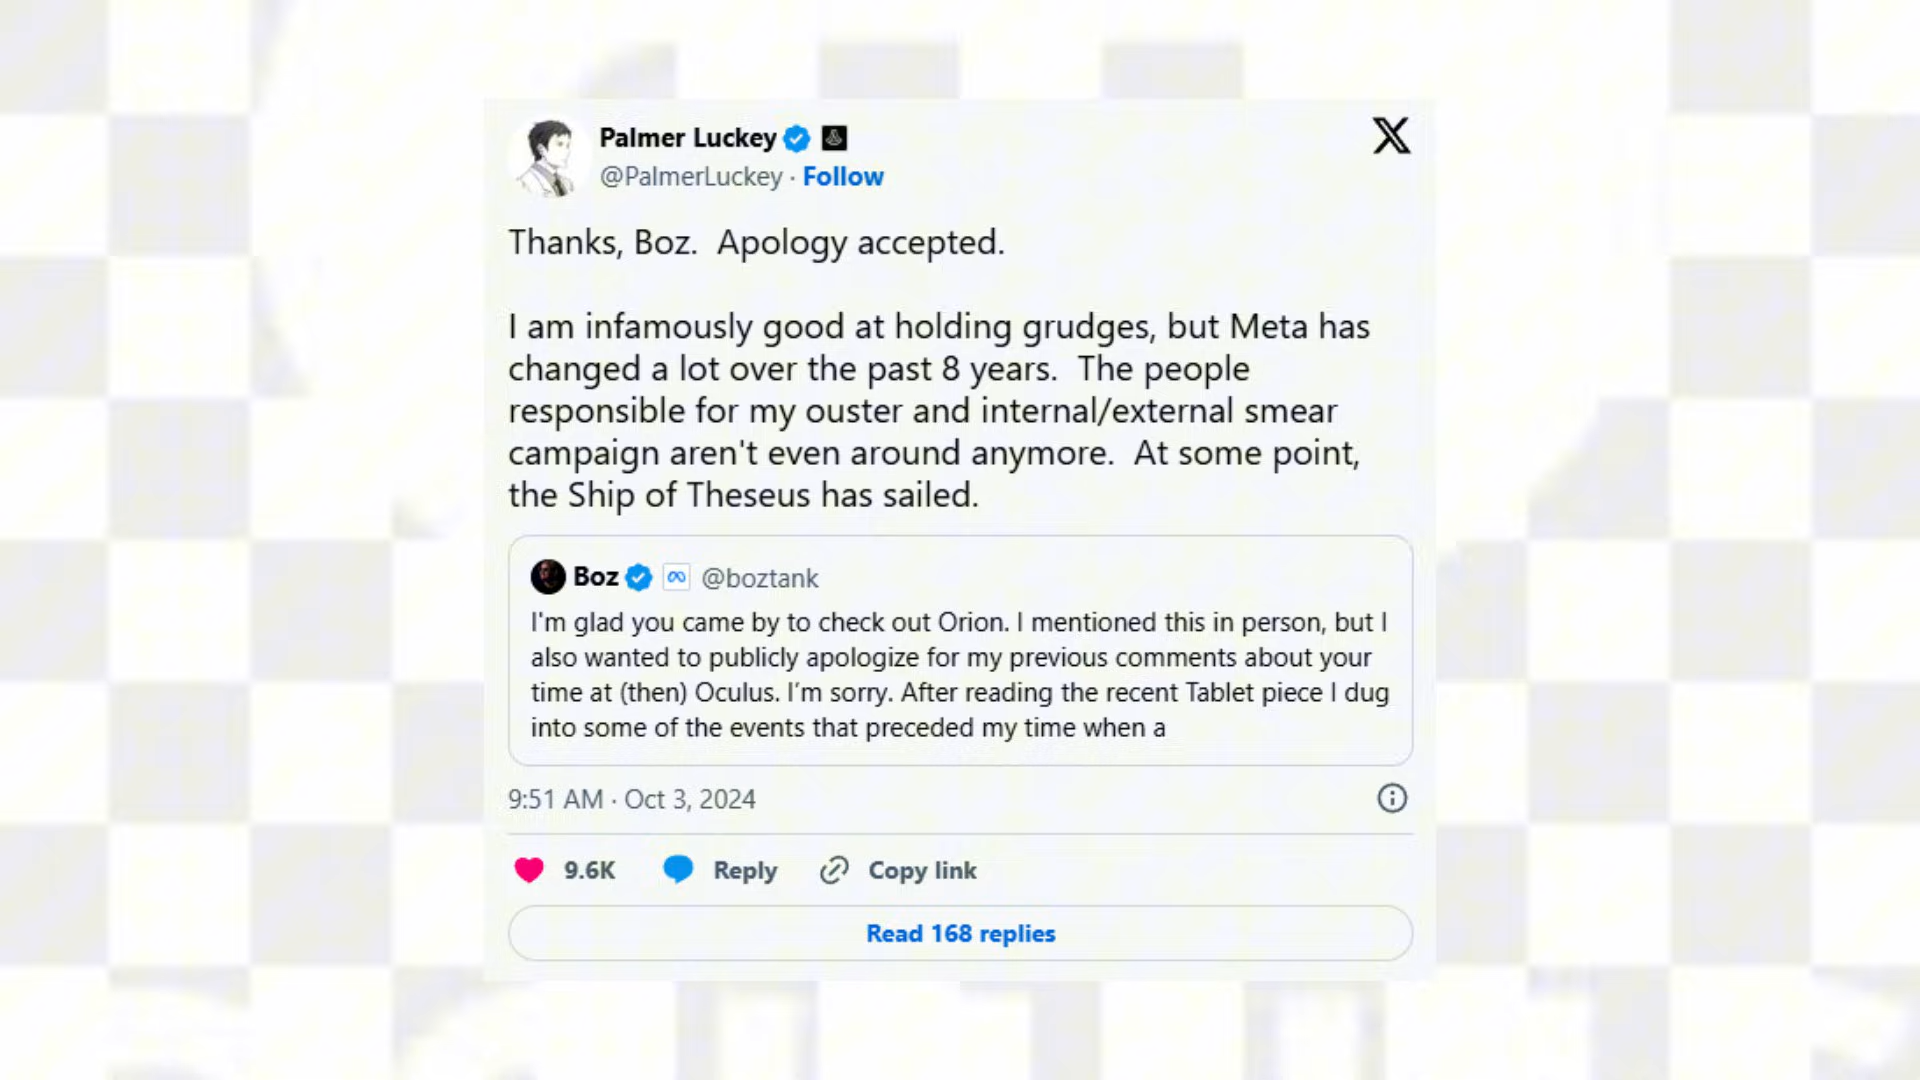 Palmer Luckey
@PalmerLuckey · Follow
Thanks, Boz.  Apology accepted.
I am infamously good at holding grudges, but Meta has
changed a lot over the past 8 years.  The people
responsible for my ouster and internal/external smear
campaign aren't even around anymore.  At some point,
the Ship of Theseus has sailed.
Boz @boztank
I'm glad you came by to check out Orion. I mentioned this in person, but I
also wanted to publicly apologize for my previous comments about your
time at (then) Oculus. I’m sorry. After reading the recent Tablet piece I dug
into some of the events that preceded my time when a
9:51 AM · Oct 3, 2024
9.6K Reply Copy link
Read 168 replies